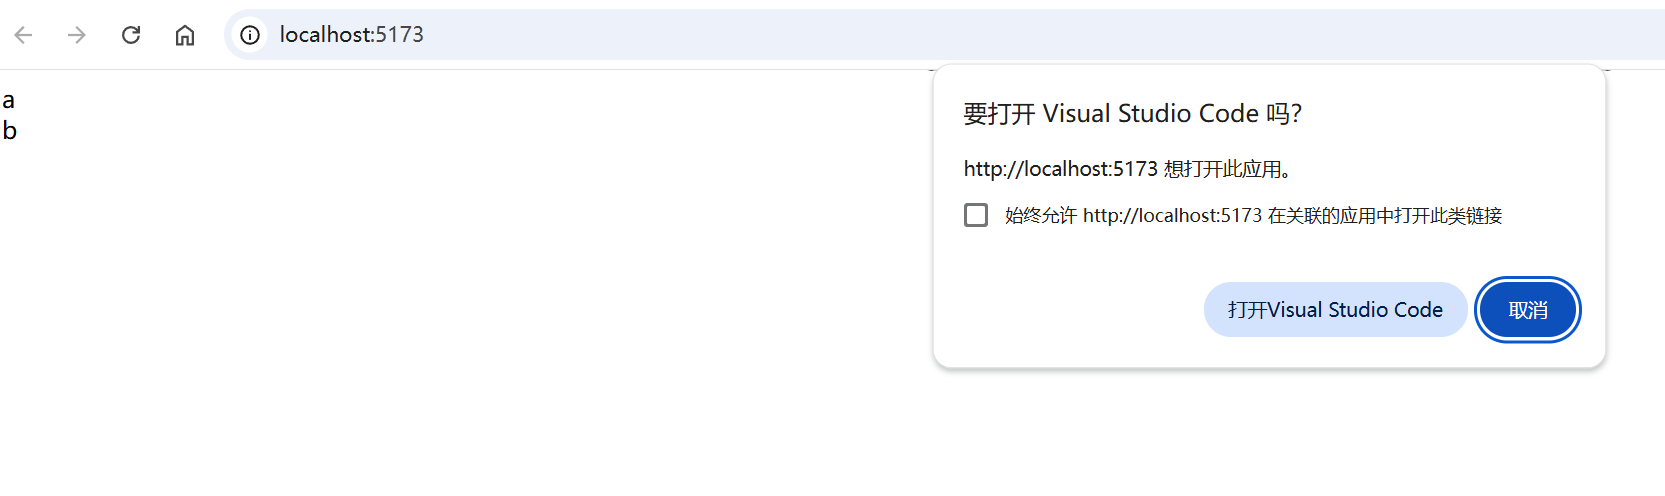 localhost:5173
a
b
要打开 Visual Studio Code 吗？
http://localhost:5173 想打开此应用。
始终允许 http://localhost:5173 在关联的应用中打开此类链接
打开Visual Studio Code
取消